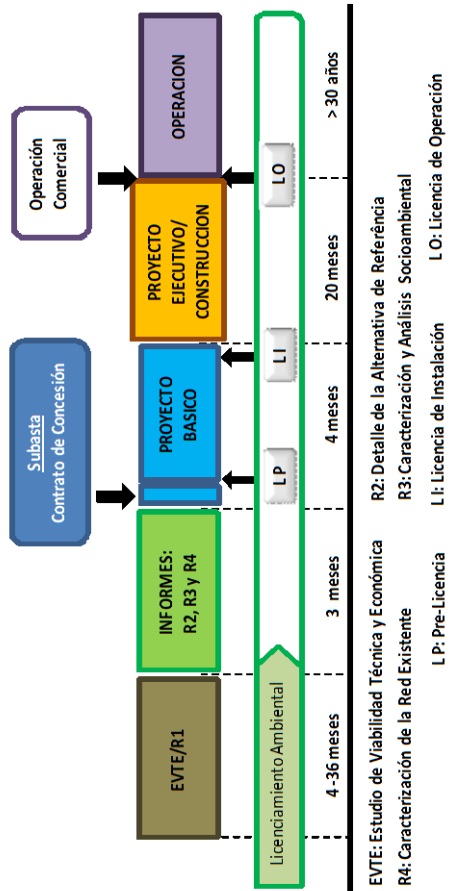 Subasta
Contrato de Concesión
Operación
Comercial
EVTE/R1
INFORMES:
R2, R3 y R4
PROYECTO
BASICO
PROYECTO
EJECUTIVO/
CONSTRUCCION
OPERACION
Licenciamiento Ambiental
LP
LI
LO
4 -36 meses
3 meses
4 meses
20 meses
> 30 años
EVTE: Estudio de Viabilidad Técnica y Económica
R2: Detalle de la Alternativa de Referência
R4: Caracterización de la Red Existente
R3: Caracterización y Análisis Socioambiental
L P: Pre-Licencia
L I: Licencia de Instalación
L O: Licencia de Operación